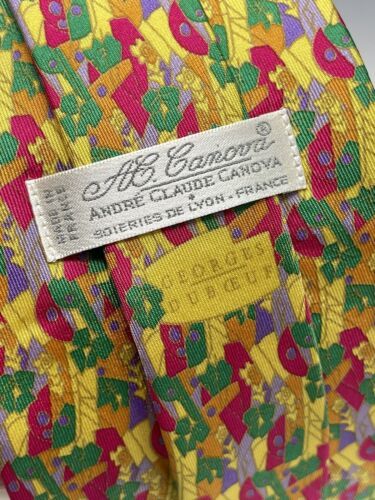 MADE IN
FRANCE
AC. Canova®
ANDRÉ CLAUDE CANOVA
SOIERIES DE LYON - FRANCE
GEORGES
DUBŒUF